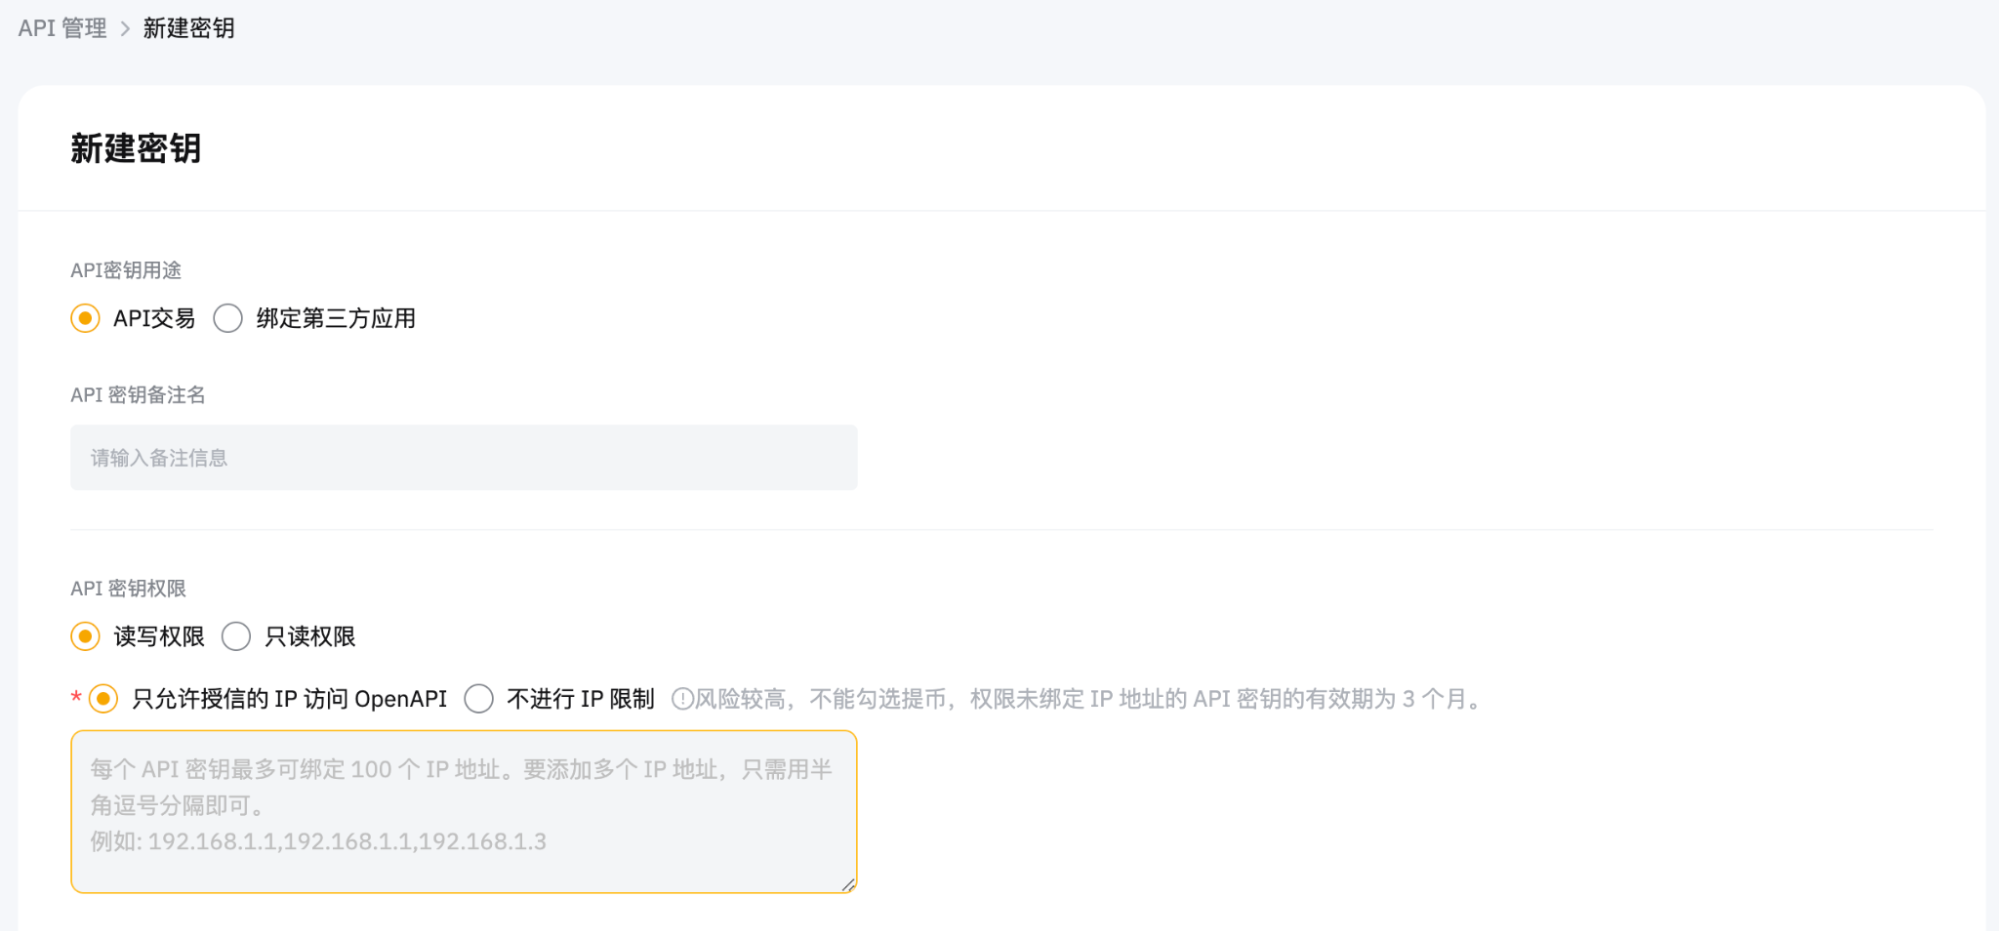 API 管理 > 新建密钥
新建密钥
API密钥用途
API交易 绑定第三方应用
API 密钥备注名
请输入备注信息
API 密钥权限
读写权限 只读权限
* 只允许授信的 IP 访问 OpenAPI 不进行 IP 限制 风险较高，不能勾选提币，权限未绑定 IP 地址的 API 密钥的有效期为 3 个月。
每个 API 密钥最多可绑定 100 个 IP 地址。要添加多个 IP 地址，只需用半
角逗号分隔即可。
例如: 192.168.1.1,192.168.1.1,192.168.1.3